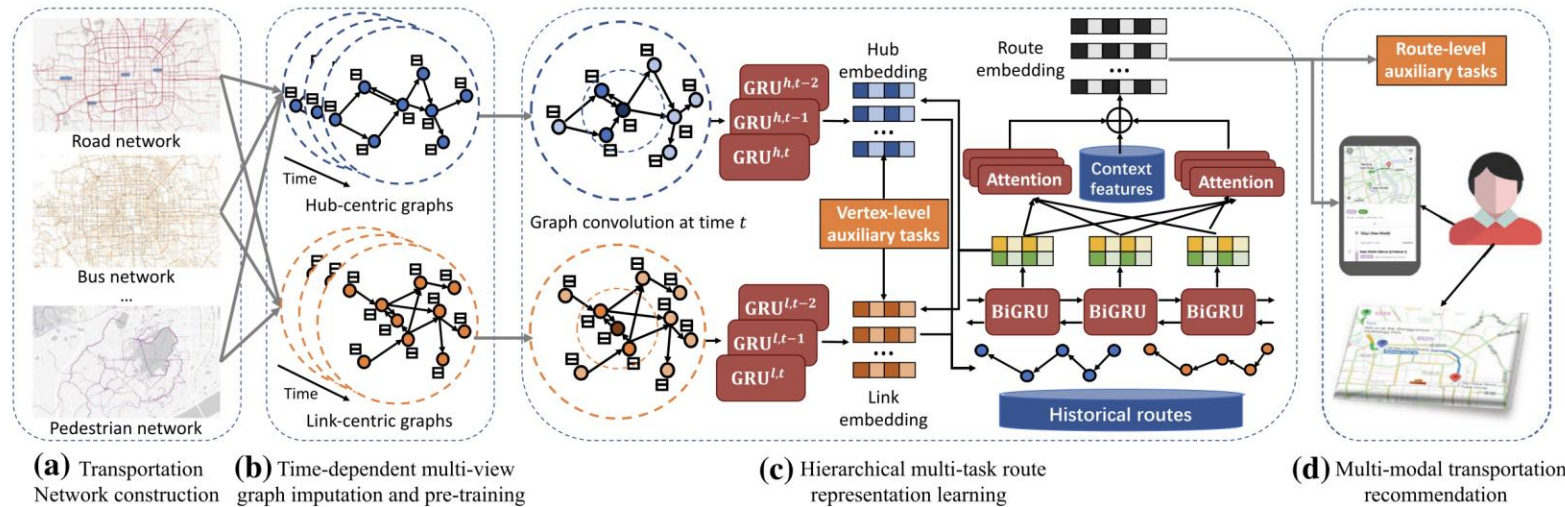 Road network
Bus network
...
Pedestrian network
(a) Transportation
Network construction
Time
Hub-centric graphs
Time
Link-centric graphs
(b) Time-dependent multi-view
graph imputation and pre-training
Graph convolution at time t
GRU^{h,t-2}
GRU^{h,t-1}
GRU^{h,t}
GRU^{l,t-2}
GRU^{l,t-1}
GRU^{l,t}
Hub
embedding
...
Vertex-level
auxiliary tasks
...
Link
embedding
Route
embedding
...
Attention
Context
features
Attention
BiGRU
BiGRU
BiGRU
Historical routes
(c) Hierarchical multi-task route
representation learning
Route-level
auxiliary tasks
(d) Multi-modal transportation
recommendation